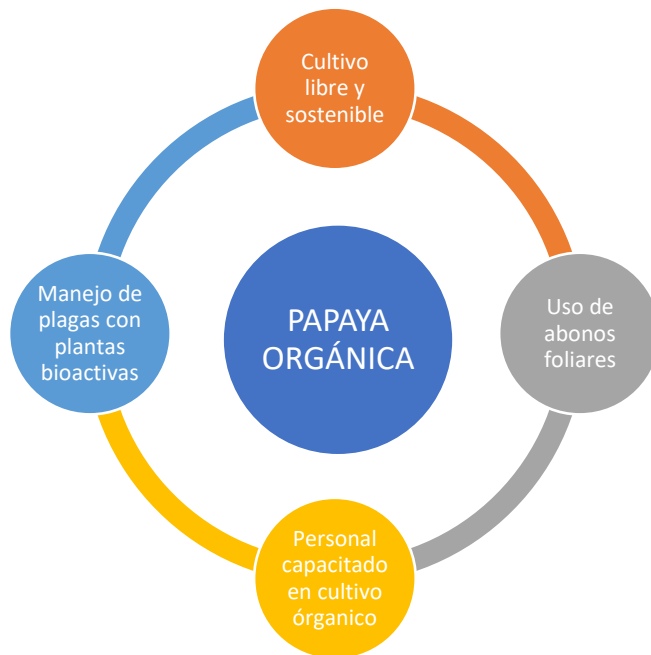 Cultivo
libre y
sostenible
Manejo de
plagas con
plantas
bioactivas
PAPAYA
ORGÁNICA
Uso de
abonos
foliares
Personal
capacitado
en cultivo
órganico